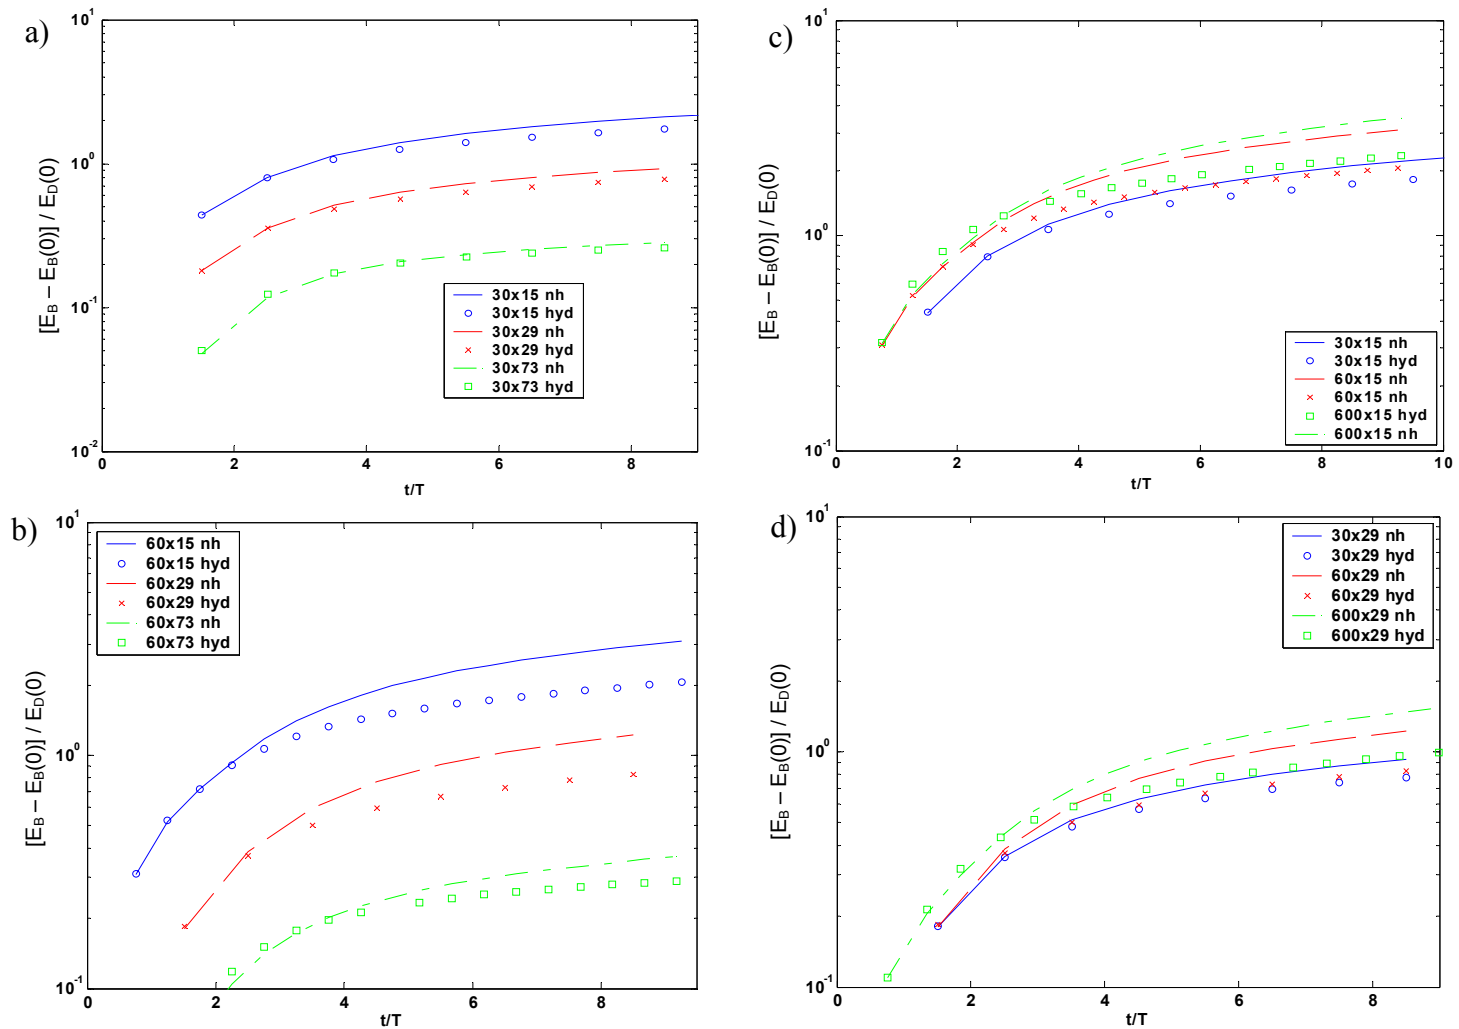 a)
10^1
10^0
10^-1
10^-2
[E_B − E_B(0)] / E_D(0)
30x15 nh
30x15 hyd
30x29 nh
30x29 hyd
30x73 nh
30x73 hyd
0 2 4 6 8
t/T
c)
10^1
10^0
10^-1
[E_B − E_B(0)] / E_D(0)
30x15 nh
30x15 hyd
60x15 nh
60x15 nh
600x15 hyd
600x15 nh
0 2 4 6 8 10
t/T
b)
10^1
10^0
10^-1
[E_B − E_B(0)] / E_D(0)
60x15 nh
60x15 hyd
60x29 nh
60x29 hyd
60x73 nh
60x73 hyd
0 2 4 6 8
t/T
d)
10^1
10^0
10^-1
[E_B − E_B(0)] / E_D(0)
30x29 nh
30x29 hyd
60x29 nh
60x29 hyd
600x29 nh
600x29 hyd
0 2 4 6 8
t/T